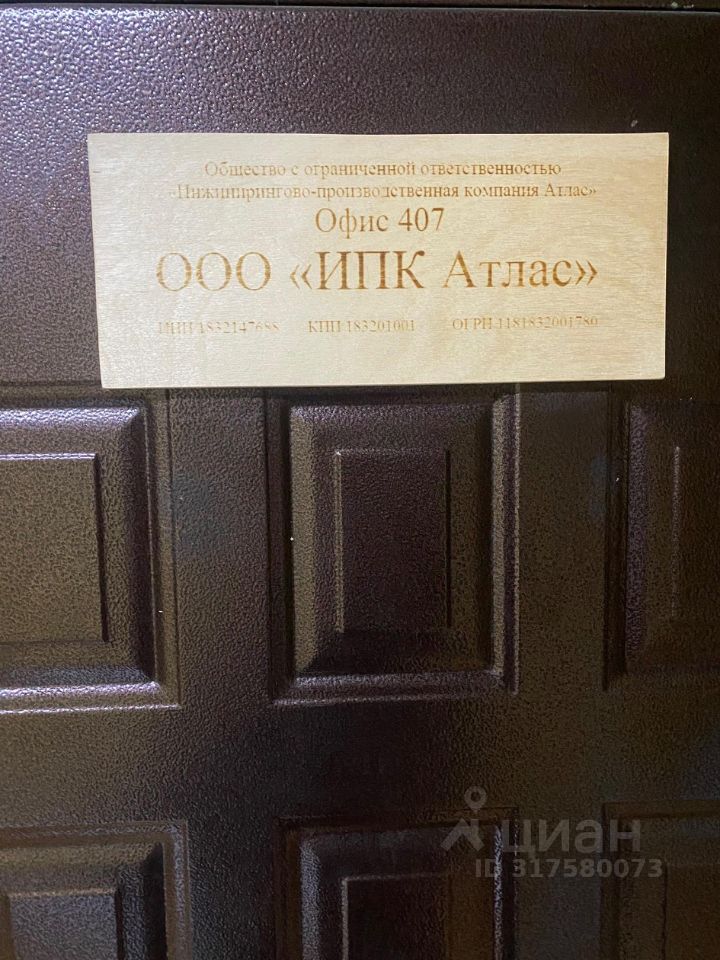 Общество с ограниченной ответственностью
«Инжинирингово-производственная компания Атлас»
Офис 407
ООО «ИПК Атлас»
ИНН 1832147688 КПП 183201001 ОГРН 1181832001780
циан
ID 317580073